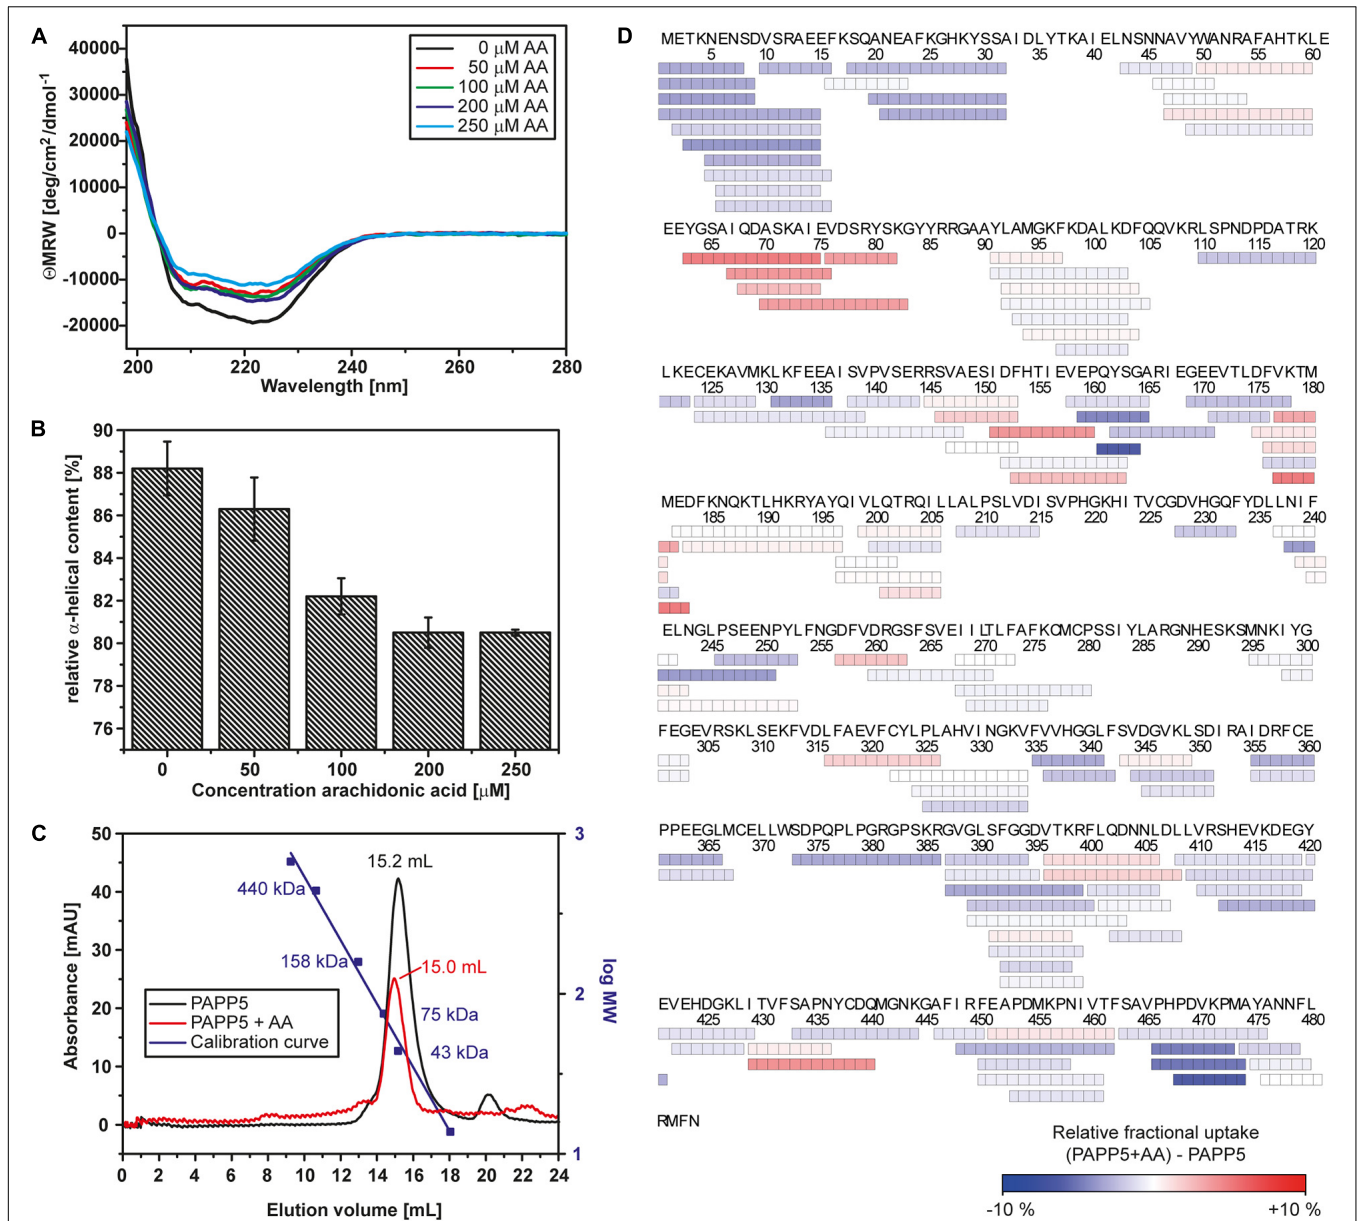 A
40000
30000
20000
10000
0
-10000
-20000
ΘMRW [deg/cm²/dmol⁻¹
200 220 240 260 280
Wavelength [nm]
0 µM AA
50 µM AA
100 µM AA
200 µM AA
250 µM AA
B
90
88
86
84
82
80
78
76
relative α-helical content [%]
0 50 100 200 250
Concentration arachidonic acid [µM]
C
50
40
30
20
10
0
Absorbance [mAU]
0 2 4 6 8 10 12 14 16 18 20 22 24
Elution volume [mL]
3
2
1
log MW
15.2 mL
15.0 mL
440 kDa
158 kDa
75 kDa
43 kDa
PAPP5
PAPP5 + AA
Calibration curve
D
METKNENSDVSRAEEFKSQANEAFKGHKYSSAIDLYTKAIELNSNNAVYWANRAFAHTKLE
5 10 15 20 25 30 35 40 45 50 55 60
EEYGSAIQDASKAIEVDSRYSKGYYRRGAAYLAMGKFKDALKDFQQVKRLSPNDPDATRK
65 70 75 80 85 90 95 100 105 110 115 120
LKECEKAVMKLKFEEAISVPVSERRSVAESIDFHTIEVEPQYSGARIEGEEVTLDFVKTM
125 130 135 140 145 150 155 160 165 170 175 180
MEDFKNQKTLHKRYAYQIVLQTRQILLALPSLVDISVPHGKHITVCGDVHGQFYDLLNIF
185 190 195 200 205 210 215 220 225 230 235 240
ELNGLPSEENPYLFNGDFVDRGSFSVEIILTLFAFKCMCPSSIYLARGNHESKSMNKIYG
245 250 255 260 265 270 275 280 285 290 295 300
FEGEVRSKLSEKFVDLFAEVFCYLPLAHVINGKVFVVHGGLFSVDGVKLSDIRAIDRFCE
305 310 315 320 325 330 335 340 345 350 355 360
PPEEGLMCELLWSDPQPLPGRGPSKRGVGLSFGGDVTKRFLQDNNLDLLVRSHEVKDEGY
365 370 375 380 385 390 395 400 405 410 415 420
EVEHDGKLITVFSAPNYCDQMGNKGAFIRFEAPDMKPNIVTFSAVPHPDVKPMAYANNFL
425 430 435 440 445 450 455 460 465 470 475 480
RMFN
Relative fractional uptake
(PAPP5+AA) - PAPP5
-10 % +10 %